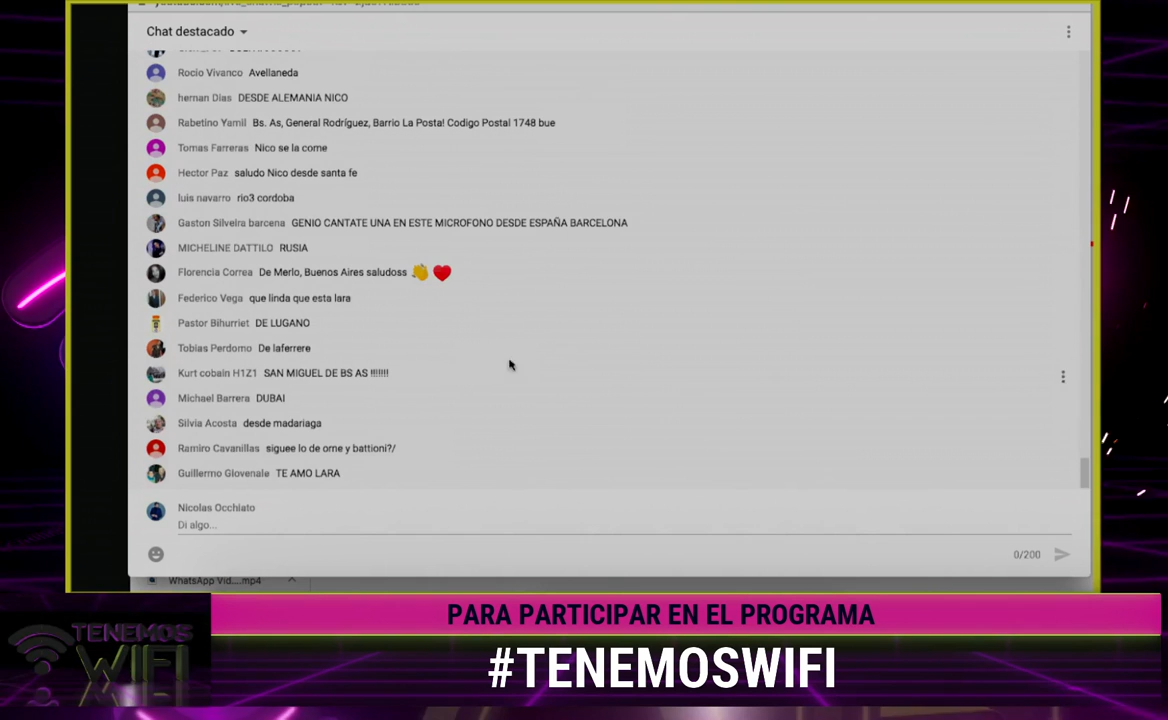 Chat destacado
Rocio Vivanco Avellaneda
hernan Dias DESDE ALEMANIA NICO
Rabetino Yamil Bs. As, General Rodríguez, Barrio La Posta! Codigo Postal 1748 bue
Tomas Farreras Nico se la come
Hector Paz saludo Nico desde santa fe
luis navarro rio3 cordoba
Gaston Silveira barcena GENIO CANTATE UNA EN ESTE MICROFONO DESDE ESPAÑA BARCELONA
MICHELINE DATTILO RUSIA
Florencia Correa De Merlo, Buenos Aires saludoss 👏 ❤️
Federico Vega que linda que esta lara
Pastor Bihurriet DE LUGANO
Tobias Perdomo De laferrere
Kurt cobain H1Z1 SAN MIGUEL DE BS AS !!!!!!!
Michael Barrera DUBAI
Silvia Acosta desde madariaga
Ramiro Cavanillas siguee lo de orne y battioni?/
Guillermo Giovenale TE AMO LARA
Nicolas Occhiato
Di algo...
0/200
WhatsApp Vid....mp4
PARA PARTICIPAR EN EL PROGRAMA
TENEMOS
WIFI
#TENEMOSWIFI